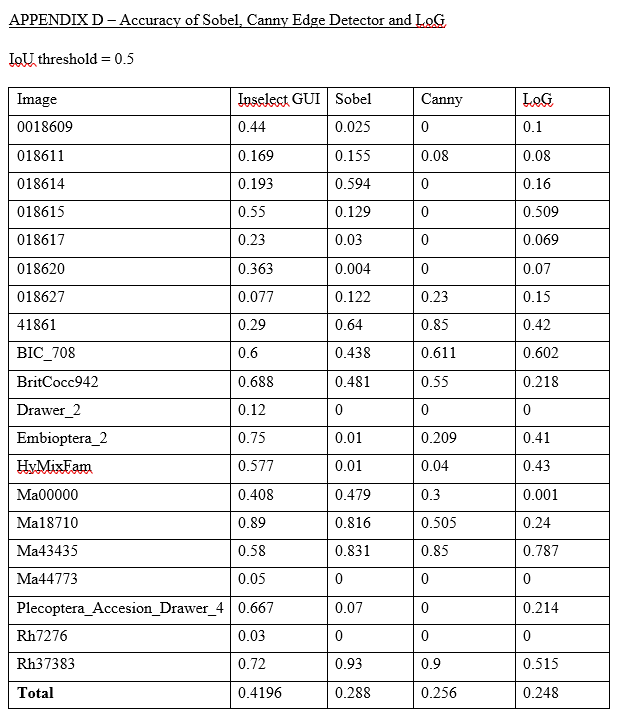 APPENDIX D – Accuracy of Sobel, Canny Edge Detector and LoG
IoU threshold = 0.5
Image Inselect GUI Sobel Canny LoG
0018609 0.44 0.025 0 0.1
018611 0.169 0.155 0.08 0.08
018614 0.193 0.594 0 0.16
018615 0.55 0.129 0 0.509
018617 0.23 0.03 0 0.069
018620 0.363 0.004 0 0.07
018627 0.077 0.122 0.23 0.15
41861 0.29 0.64 0.85 0.42
BIC_708 0.6 0.438 0.611 0.602
BritCocc942 0.688 0.481 0.55 0.218
Drawer_2 0.12 0 0 0
Embioptera_2 0.75 0.01 0.209 0.41
HyMixFam 0.577 0.01 0.04 0.43
Ma00000 0.408 0.479 0.3 0.001
Ma18710 0.89 0.816 0.505 0.24
Ma43435 0.58 0.831 0.85 0.787
Ma44773 0.05 0 0 0
Plecoptera_Accesion_Drawer_4 0.667 0.07 0 0.214
Rh7276 0.03 0 0 0
Rh37383 0.72 0.93 0.9 0.515
Total 0.4196 0.288 0.256 0.248